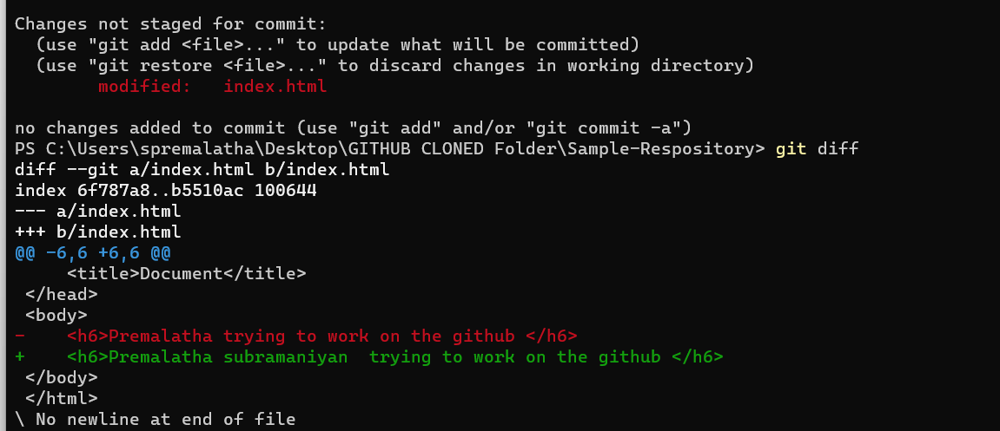 Changes not staged for commit:
  (use "git add <file>..." to update what will be committed)
  (use "git restore <file>..." to discard changes in working directory)
        modified:   index.html

no changes added to commit (use "git add" and/or "git commit -a")
PS C:\Users\spremalatha\Desktop\GITHUB CLONED Folder\Sample-Respository> git diff
diff --git a/index.html b/index.html
index 6f787a8..b5510ac 100644
--- a/index.html
+++ b/index.html
@@ -6,6 +6,6 @@
     <title>Document</title>
 </head>
 <body>
-    <h6>Premalatha trying to work on the github </h6>
+    <h6>Premalatha subramaniyan  trying to work on the github </h6>
 </body>
 </html>
\ No newline at end of file